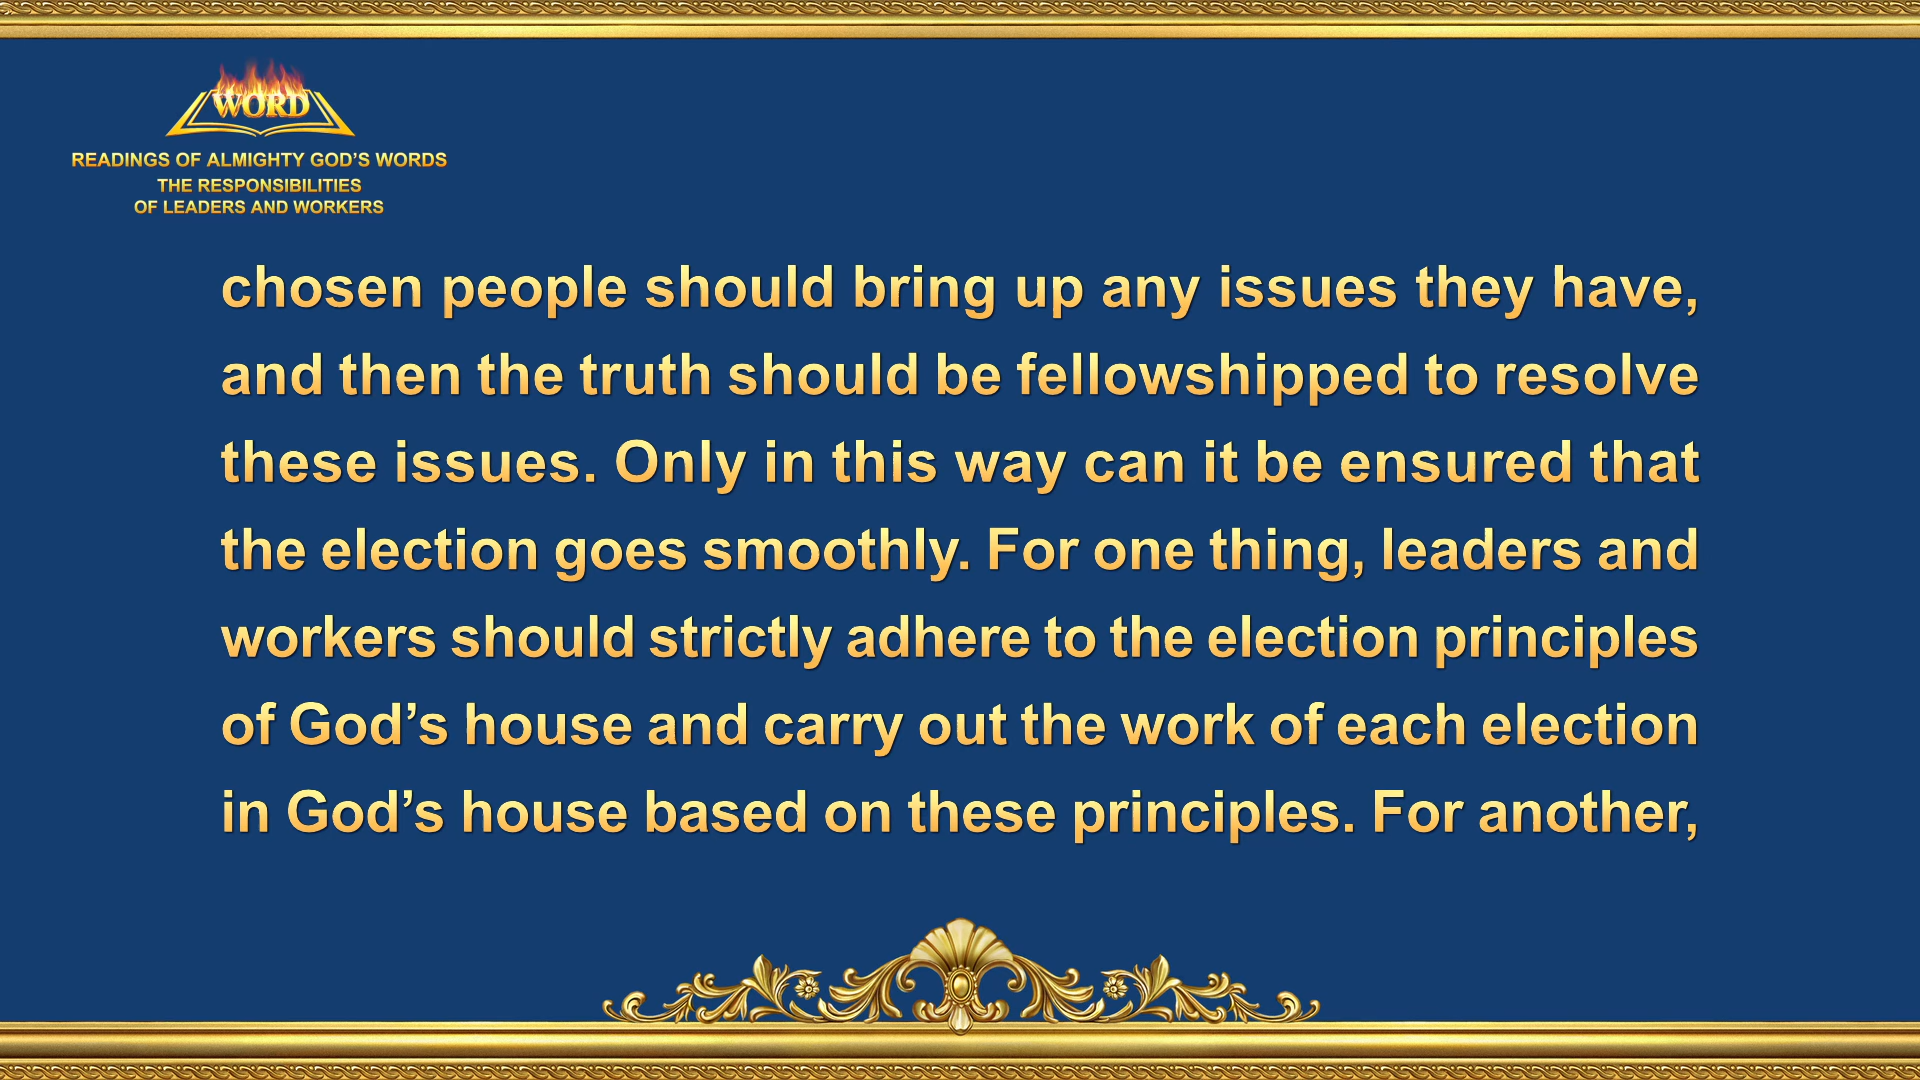 WORD
READINGS OF ALMIGHTY GOD’S WORDS
THE RESPONSIBILITIES
OF LEADERS AND WORKERS
chosen people should bring up any issues they have,
and then the truth should be fellowshipped to resolve
these issues. Only in this way can it be ensured that
the election goes smoothly. For one thing, leaders and
workers should strictly adhere to the election principles
of God’s house and carry out the work of each election
in God’s house based on these principles. For another,